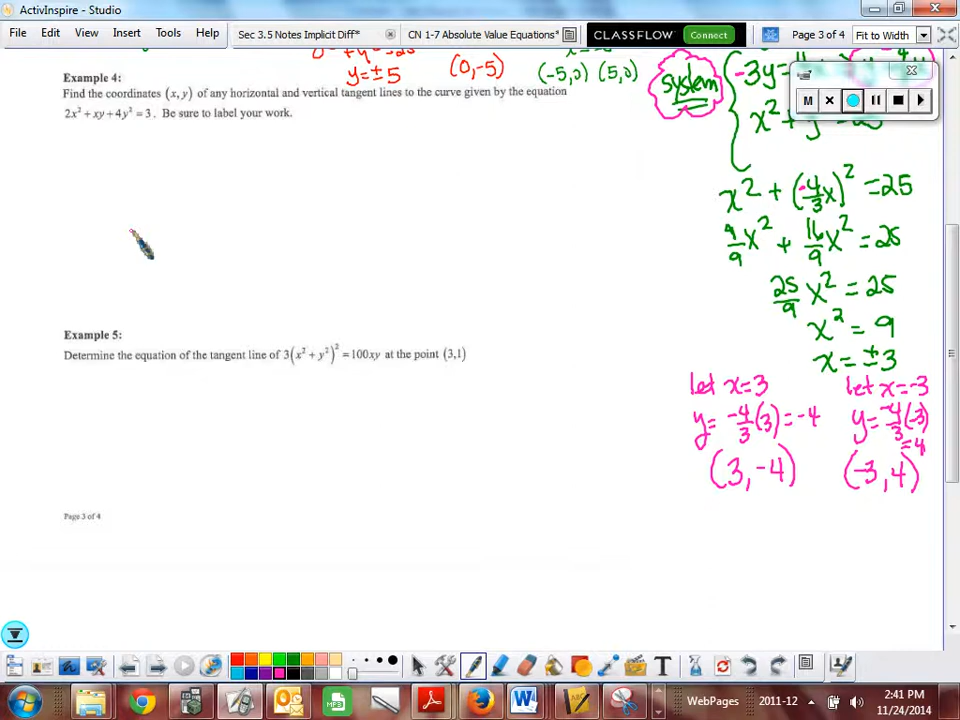 ActivInspire - Studio
File Edit View Insert Tools Help
Sec 3.5 Notes Implicit Diff*
CN 1-7 Absolute Value Equations*
CLASSFLOW Connect
Page 3 of 4
Fit to Width
y=±5
(0,-5)
(-5,0) (5,0)
system
Example 4:
Find the coordinates (x, y) of any horizontal and vertical tangent lines to the curve given by the equation
2x² + xy + 4y² = 3. Be sure to label your work.
M
x² + (-4/3x)² = 25
9/9x² + 16/9x² = 25
25/9 x² = 25
x² = 9
x = ±3
Example 5:
Determine the equation of the tangent line of 3(x² + y²)² = 100xy at the point (3,1)
let x=3
y= -4/3(3) = -4
(3,-4)
let x=-3
y= -4/3(-3)
=4
(-3,4)
Page 3 of 4
WebPages
2011-12
2:41 PM
11/24/2014